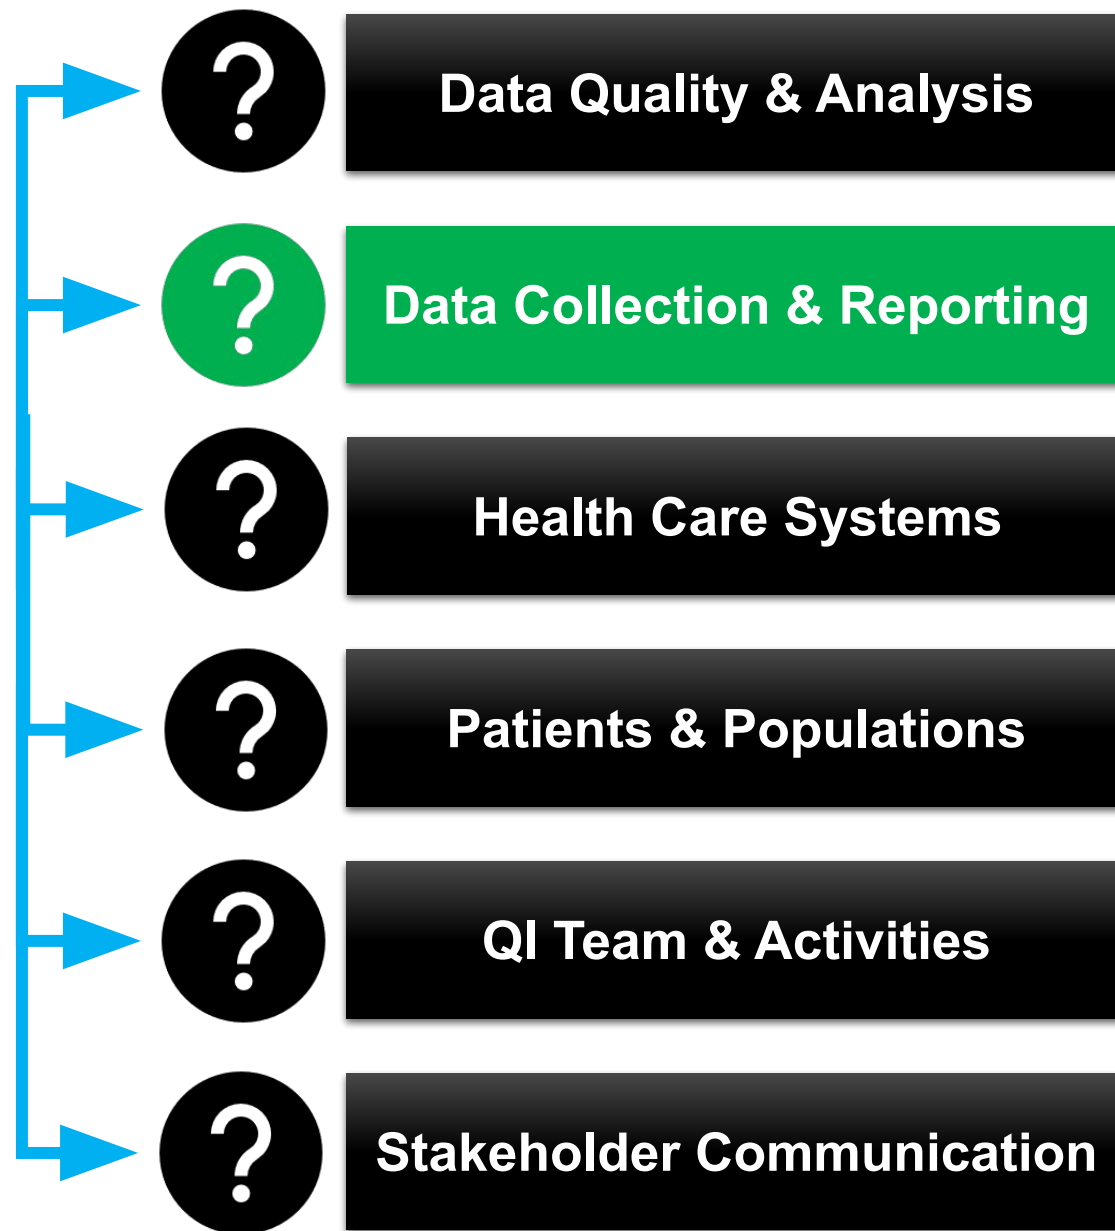 ?
Data Quality & Analysis
?
Data Collection & Reporting
?
Health Care Systems
?
Patients & Populations
?
QI Team & Activities
?
Stakeholder Communication